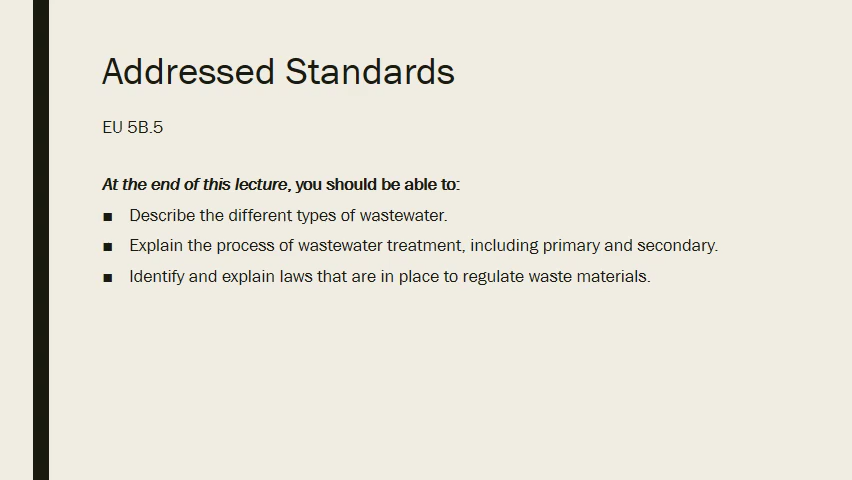 Addressed Standards
EU 5B.5
At the end of this lecture, you should be able to:
■ Describe the different types of wastewater.
■ Explain the process of wastewater treatment, including primary and secondary.
■ Identify and explain laws that are in place to regulate waste materials.